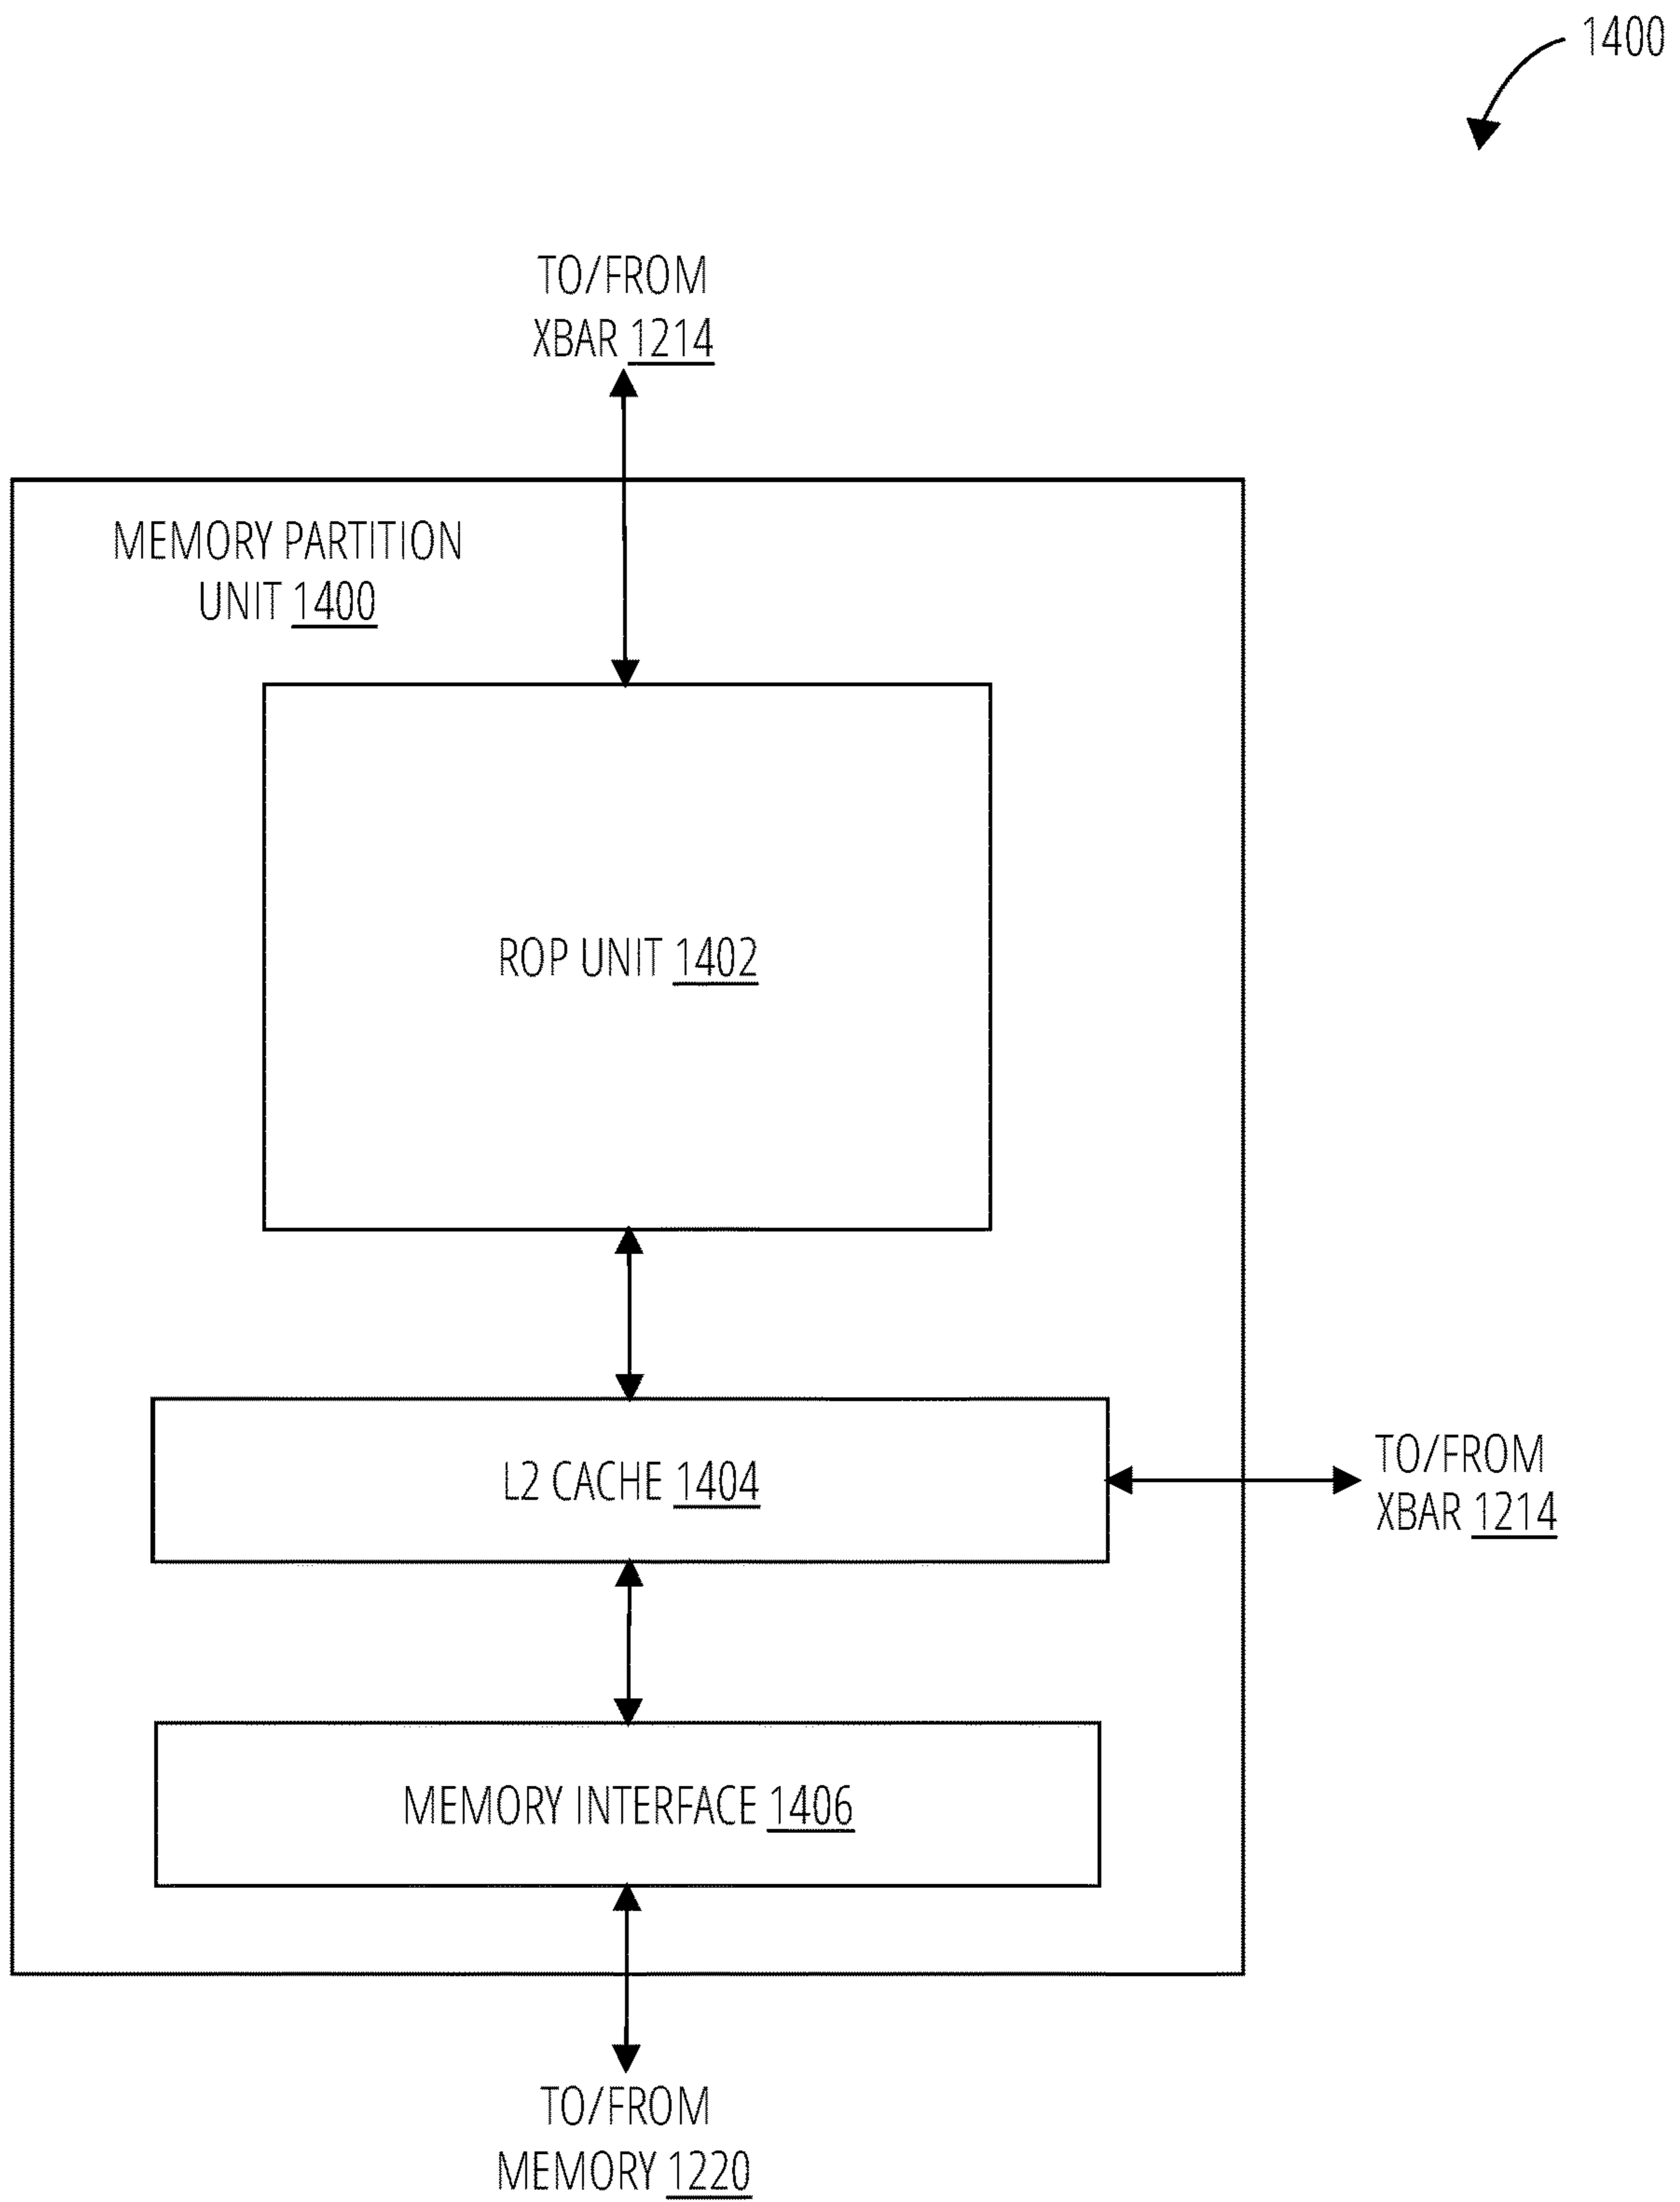 1400
TO/FROM
XBAR 1214
MEMORY PARTITION
UNIT 1400
ROP UNIT 1402
L2 CACHE 1404
TO/FROM
XBAR 1214
MEMORY INTERFACE 1406
TO/FROM
MEMORY 1220